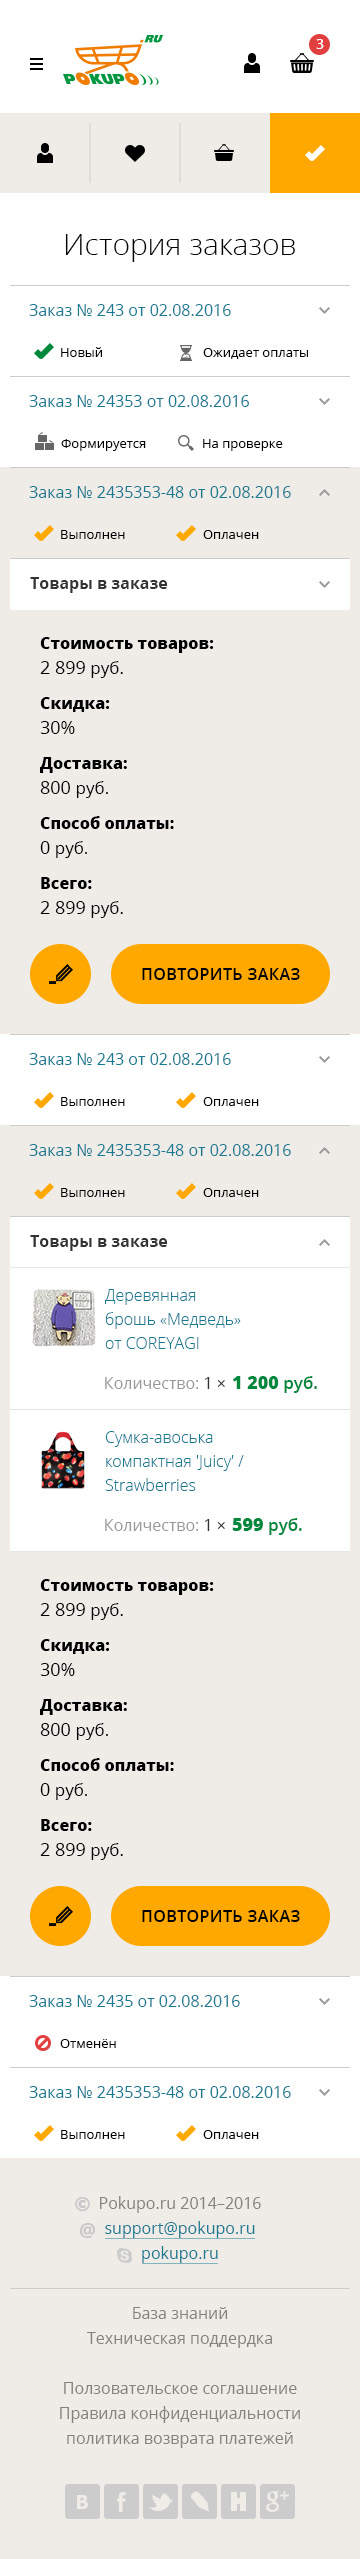 .RU
POKUPO
3
История заказов
Заказ № 243 от 02.08.2016
Новый Ожидает оплаты
Заказ № 24353 от 02.08.2016
Формируется На проверке
Заказ № 2435353-48 от 02.08.2016
Выполнен Оплачен
Товары в заказе
Стоимость товаров:
2 899 руб.
Скидка:
30%
Доставка:
800 руб.
Способ оплаты:
0 руб.
Всего:
2 899 руб.
ПОВТОРИТЬ ЗАКАЗ
Заказ № 243 от 02.08.2016
Выполнен Оплачен
Заказ № 2435353-48 от 02.08.2016
Выполнен Оплачен
Товары в заказе
Деревянная
брошь «Медведь»
от COREYAGI
Количество: 1 × 1 200 руб.
Сумка-авоська
компактная 'Juicy' /
Strawberries
Количество: 1 × 599 руб.
Стоимость товаров:
2 899 руб.
Скидка:
30%
Доставка:
800 руб.
Способ оплаты:
0 руб.
Всего:
2 899 руб.
ПОВТОРИТЬ ЗАКАЗ
Заказ № 2435 от 02.08.2016
Отменён
Заказ № 2435353-48 от 02.08.2016
Выполнен Оплачен
© Pokupo.ru 2014–2016
@ support@pokupo.ru
pokupo.ru
База знаний
Техническая поддердка
Ползовательское соглашение
Правила конфиденциальности
политика возврата платежей